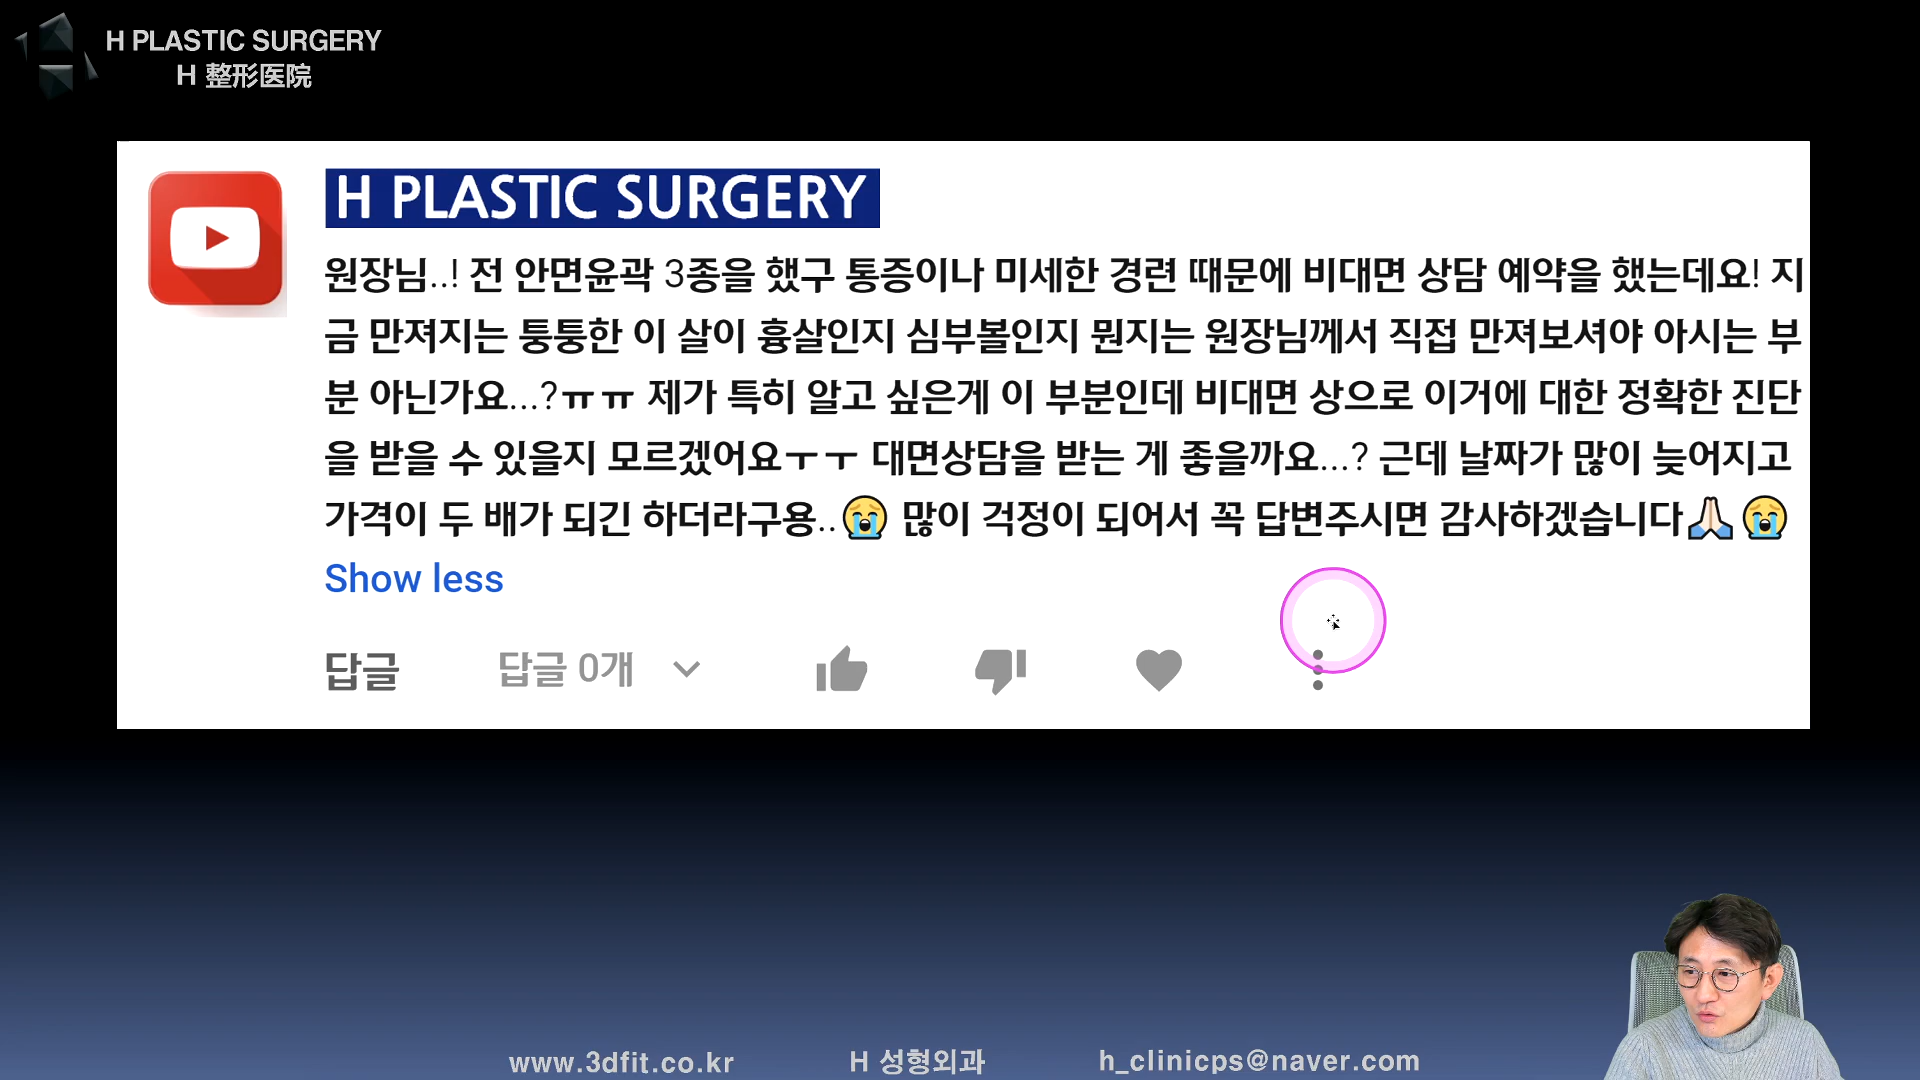 H PLASTIC SURGERY
H 整形医院
H PLASTIC SURGERY
원장님..! 전 안면윤곽 3종을 했구 통증이나 미세한 경련 때문에 비대면 상담 예약을 했는데요! 지
금 만져지는 퉁퉁한 이 살이 흉살인지 심부볼인지 뭔지는 원장님께서 직접 만져보셔야 아시는 부
분 아닌가요...?ㅠㅠ 제가 특히 알고 싶은게 이 부분인데 비대면 상으로 이거에 대한 정확한 진단
을 받을 수 있을지 모르겠어요ㅜㅜ 대면상담을 받는 게 좋을까요...? 근데 날짜가 많이 늦어지고
가격이 두 배가 되긴 하더라구용..😭 많이 걱정이 되어서 꼭 답변주시면 감사하겠습니다🙏🏻😭
Show less
답글 답글 0개
www.3dfit.co.kr H 성형외과 h_clinicps@naver.com